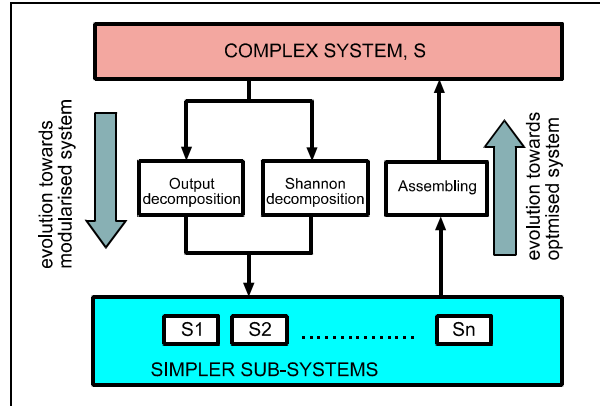 COMPLEX SYSTEM, S
evolution towards
modularised system
Output
decomposition
Shannon
decomposition
Assembling
evolution towards
optmised system
S1 S2 .................... Sn
SIMPLER SUB-SYSTEMS